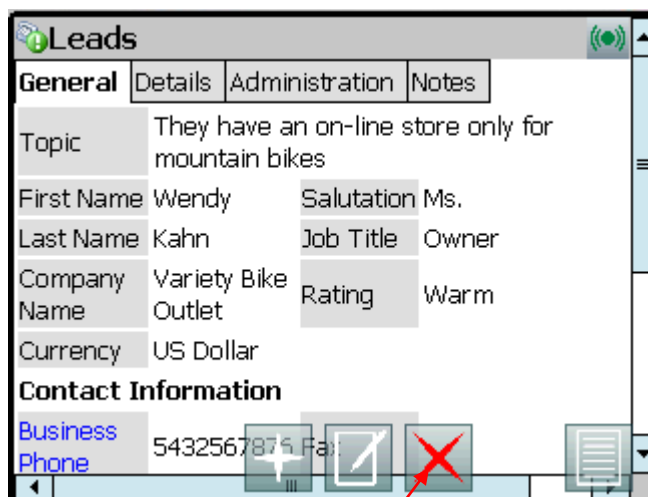 Leads
General Details Administration Notes
Topic They have an on-line store only for
mountain bikes
First Name Wendy Salutation Ms.
Last Name Kahn Job Title Owner
Company Variety Bike
Name Outlet Rating Warm
Currency US Dollar
Contact Information
Business
Phone 5432567876 Fax